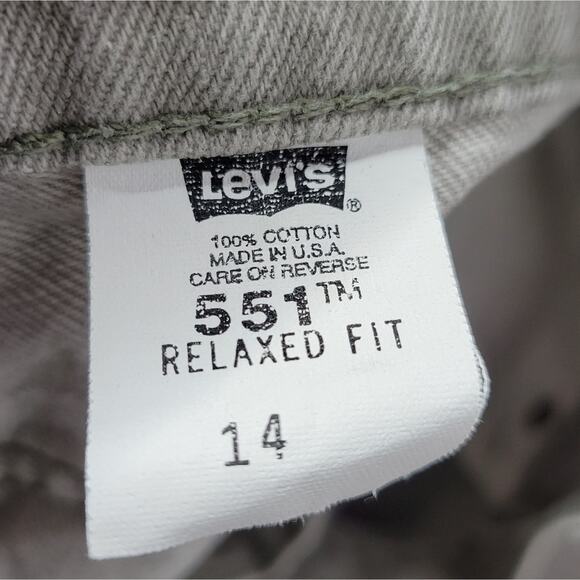 Levi's ®
100% COTTON
MADE IN U.S.A.
CARE ON REVERSE
551™
RELAXED FIT
14